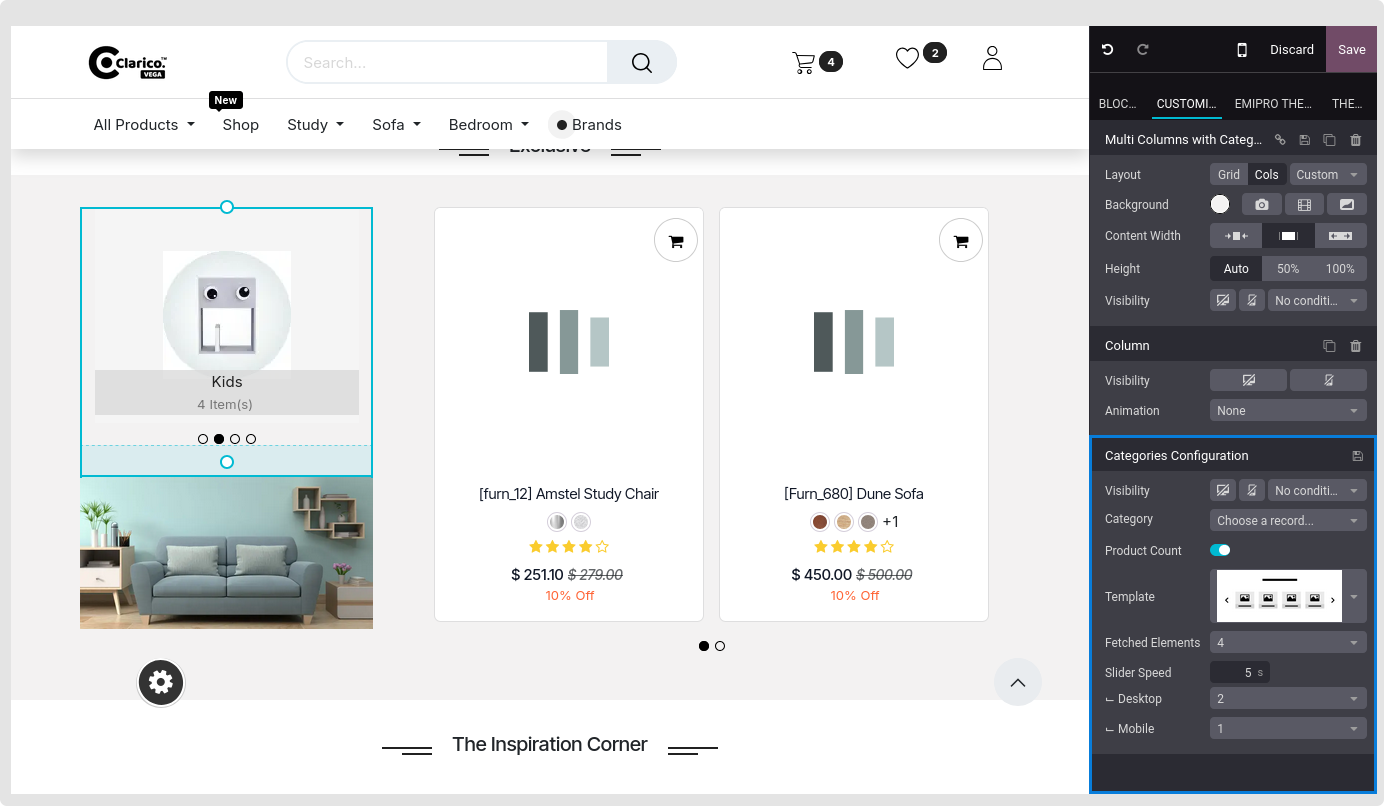 Clarico.™
VEGA
Search...
4
2
Discard
Save
New
All Products
Shop
Study
Sofa
Bedroom
Brands
BLOC...
CUSTOMI...
EMIPRO THE...
THE...
Exclusive
Kids
4 Item(s)
[furn_12] Amstel Study Chair
$ 251.10 $ 279.00
10% Off
[Furn_680] Dune Sofa
+1
$ 450.00 $ 500.00
10% Off
The Inspiration Corner
Multi Columns with Categ...
Layout Grid Cols Custom
Background
Content Width
Height Auto 50% 100%
Visibility No conditi...
Column
Visibility
Animation None
Categories Configuration
Visibility No conditi...
Category Choose a record...
Product Count
Template
Fetched Elements 4
Slider Speed 5 s
Desktop 2
Mobile 1